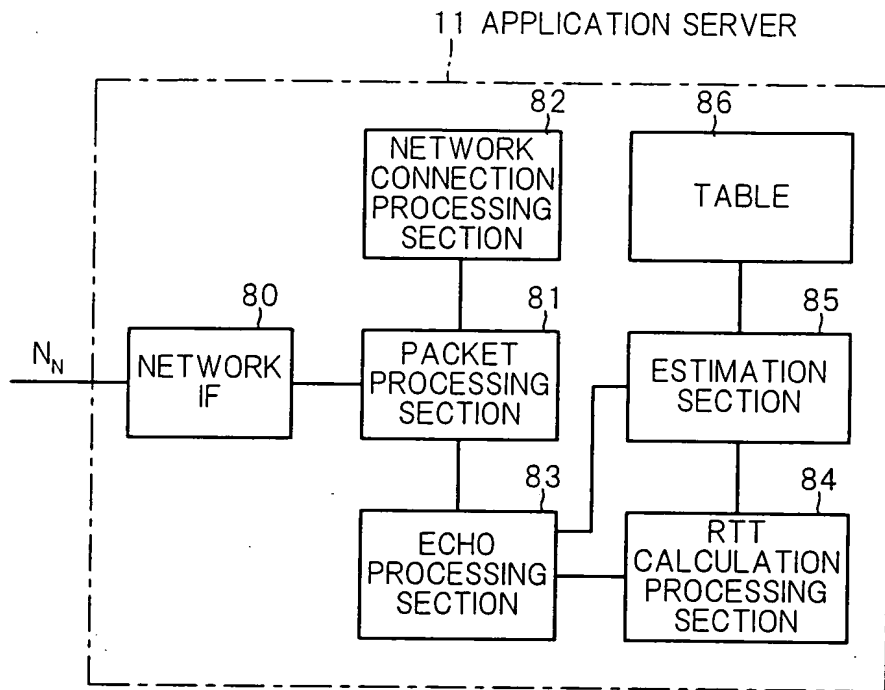 11 APPLICATION SERVER
82
NETWORK
CONNECTION
PROCESSING
SECTION
86
TABLE
80
NETWORK
IF
N_N
81
PACKET
PROCESSING
SECTION
85
ESTIMATION
SECTION
83
ECHO
PROCESSING
SECTION
84
RTT
CALCULATION
PROCESSING
SECTION